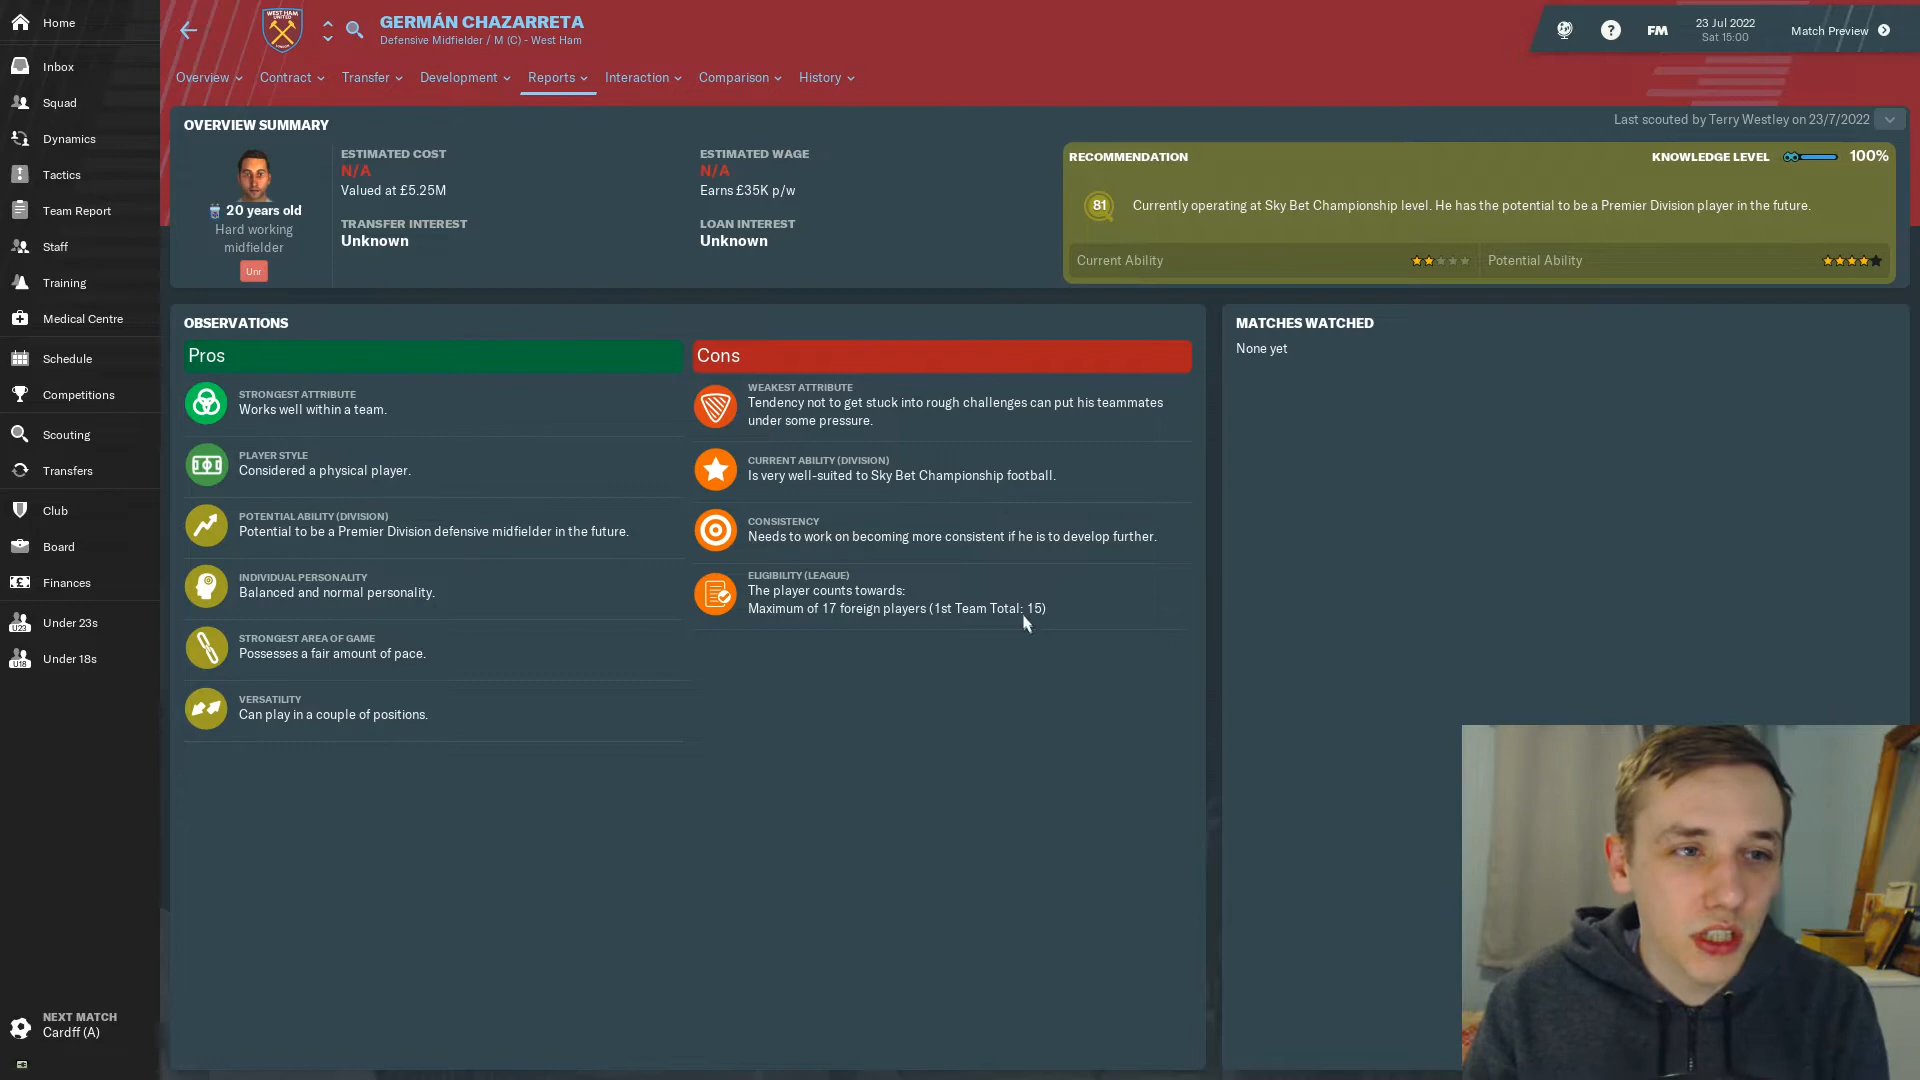 Home
Inbox
Squad
Dynamics
Tactics
Team Report
Staff
Training
Medical Centre
Schedule
Competitions
Scouting
Transfers
Club
Board
Finances
U23
Under 23s
U18
Under 18s
NEXT MATCH
Cardiff (A)
WEST HAM
UNITED
LONDON
GERMÁN CHAZARRETA
Defensive Midfielder / M (C) - West Ham
?
FM
23 Jul 2022
Sat 15:00
Match Preview
Overview
Contract
Transfer
Development
Reports
Interaction
Comparison
History
OVERVIEW SUMMARY
Last scouted by Terry Westley on 23/7/2022
20 years old
Hard working
midfielder
Unr
ESTIMATED COST
N/A
Valued at £5.25M
TRANSFER INTEREST
Unknown
ESTIMATED WAGE
N/A
Earns £35K p/w
LOAN INTEREST
Unknown
RECOMMENDATION
KNOWLEDGE LEVEL
100%
81
Currently operating at Sky Bet Championship level. He has the potential to be a Premier Division player in the future.
Current Ability
Potential Ability
OBSERVATIONS
Pros
STRONGEST ATTRIBUTE
Works well within a team.
PLAYER STYLE
Considered a physical player.
POTENTIAL ABILITY (DIVISION)
Potential to be a Premier Division defensive midfielder in the future.
INDIVIDUAL PERSONALITY
Balanced and normal personality.
STRONGEST AREA OF GAME
Possesses a fair amount of pace.
VERSATILITY
Can play in a couple of positions.
Cons
WEAKEST ATTRIBUTE
Tendency not to get stuck into rough challenges can put his teammates
under some pressure.
CURRENT ABILITY (DIVISION)
Is very well-suited to Sky Bet Championship football.
CONSISTENCY
Needs to work on becoming more consistent if he is to develop further.
ELIGIBILITY (LEAGUE)
The player counts towards:
Maximum of 17 foreign players (1st Team Total: 15)
MATCHES WATCHED
None yet